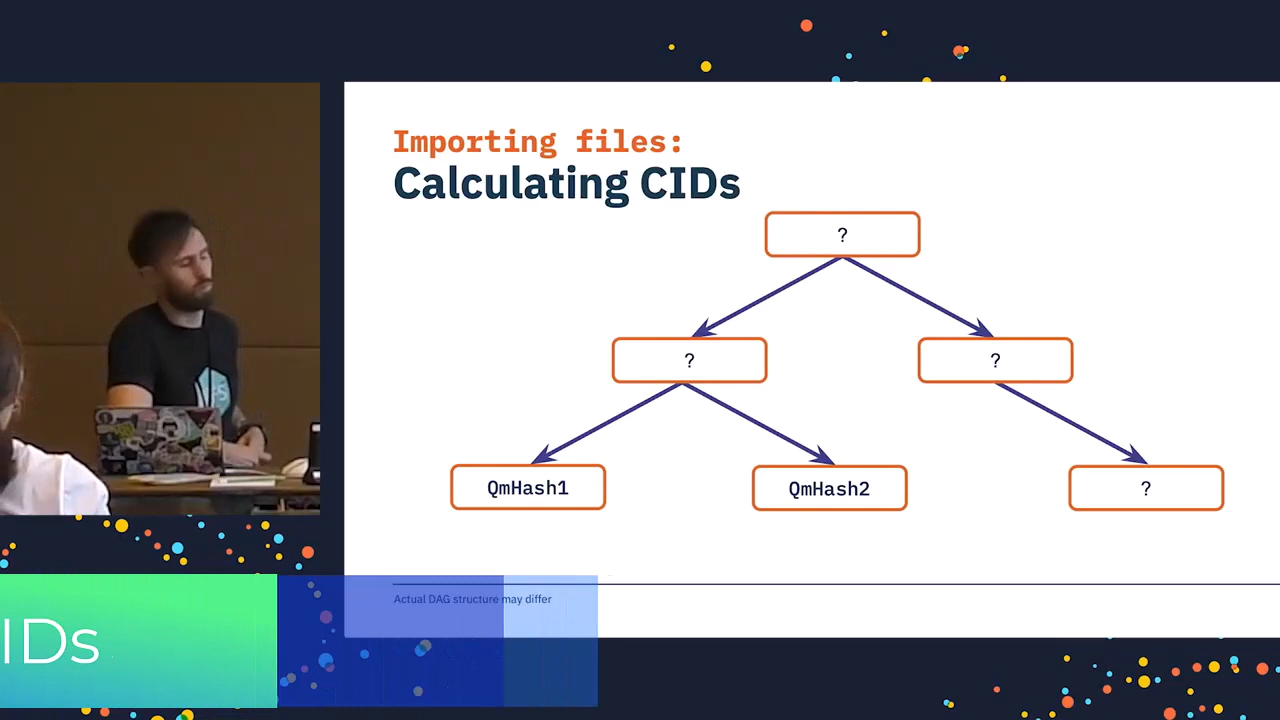 Importing files:
Calculating CIDs
?
?
?
QmHash1
QmHash2
?
Actual DAG structure may differ
IDs